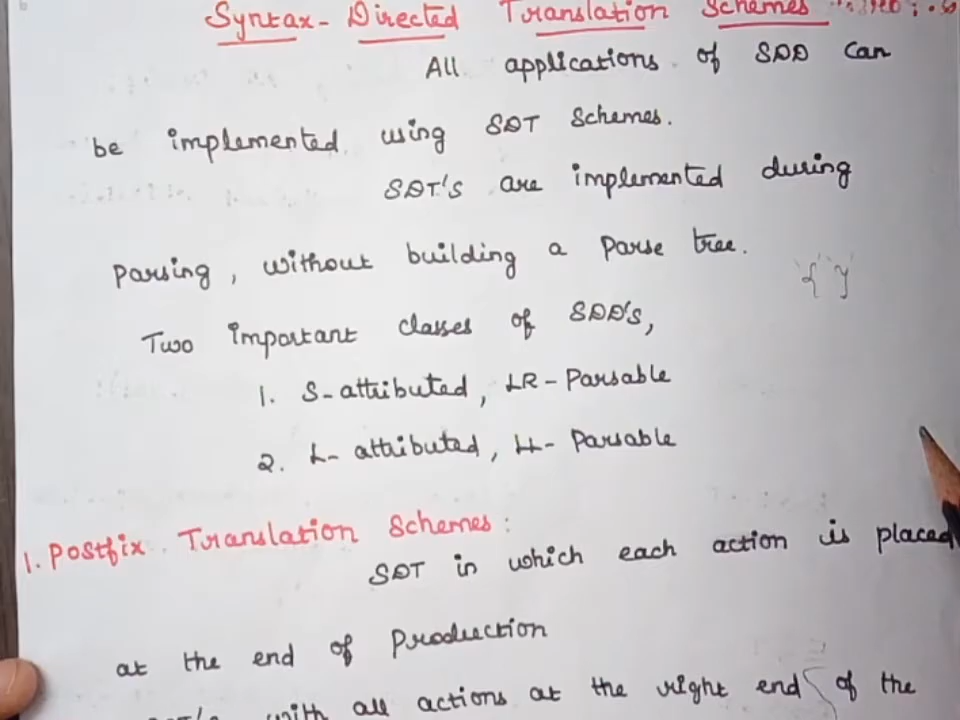 Syntax-Directed Translation Schemes
All applications of SDD can
be implemented using SDT Schemes.
SDT's are implemented during
Parsing, without building a parse tree.
{ }
Two important classes of SDD's,
1. S-attributed, LR-Parsable
2. L-attributed, LL-Parsable
1. Postfix Translation Schemes:
SDT in which each action is placed
at the end of Production
with all actions at the right end of the